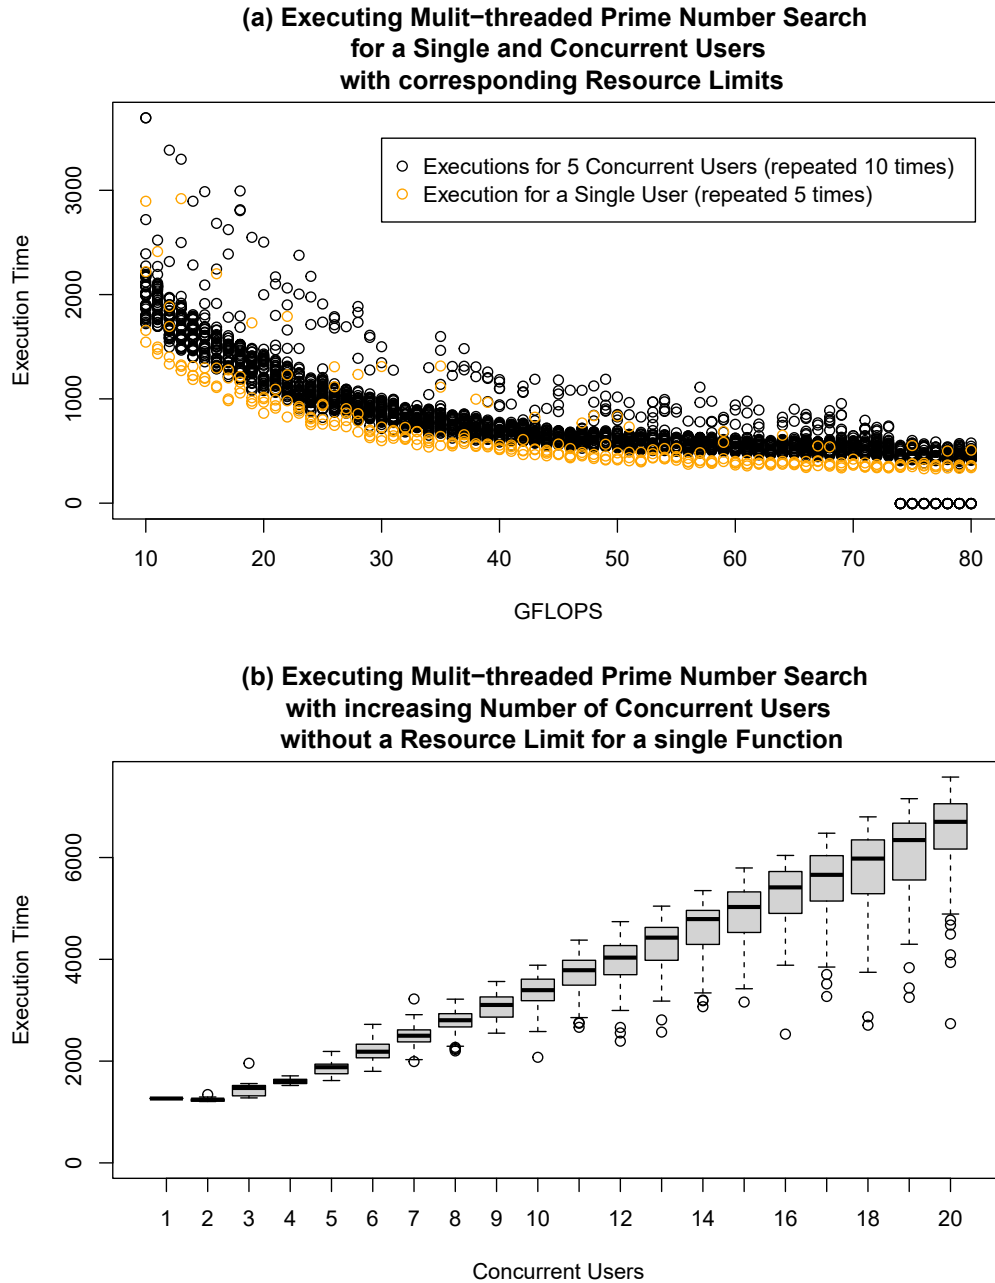 (a) Executing Mulit−threaded Prime Number Search
for a Single and Concurrent Users
with corresponding Resource Limits
Executions for 5 Concurrent Users (repeated 10 times)
Execution for a Single User (repeated 5 times)
Execution Time
3000
2000
1000
0
10 20 30 40 50 60 70 80
GFLOPS
(b) Executing Mulit−threaded Prime Number Search
with increasing Number of Concurrent Users
without a Resource Limit for a single Function
Execution Time
6000
4000
2000
0
1 2 3 4 5 6 7 8 9 10 12 14 16 18 20
Concurrent Users